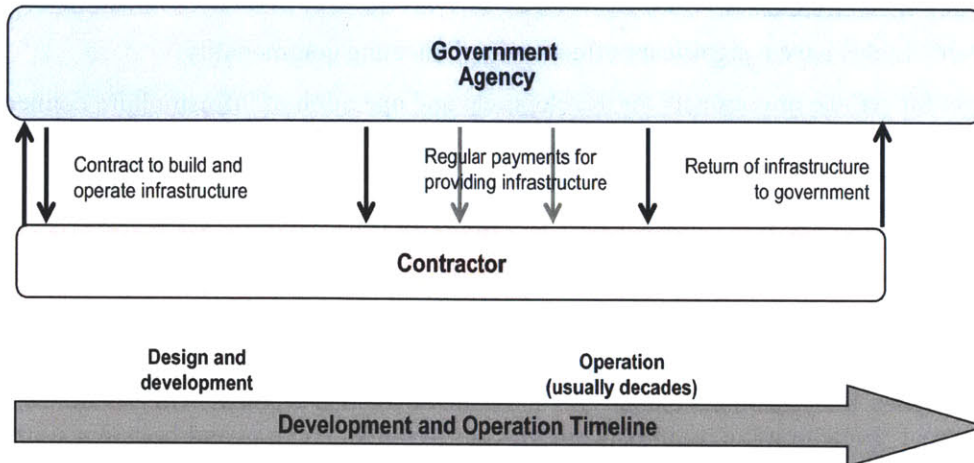 Government
Agency
Contract to build and
operate infrastructure
Regular payments for
providing infrastructure
Return of infrastructure
to government
Contractor
Design and
development
Operation
(usually decades)
Development and Operation Timeline